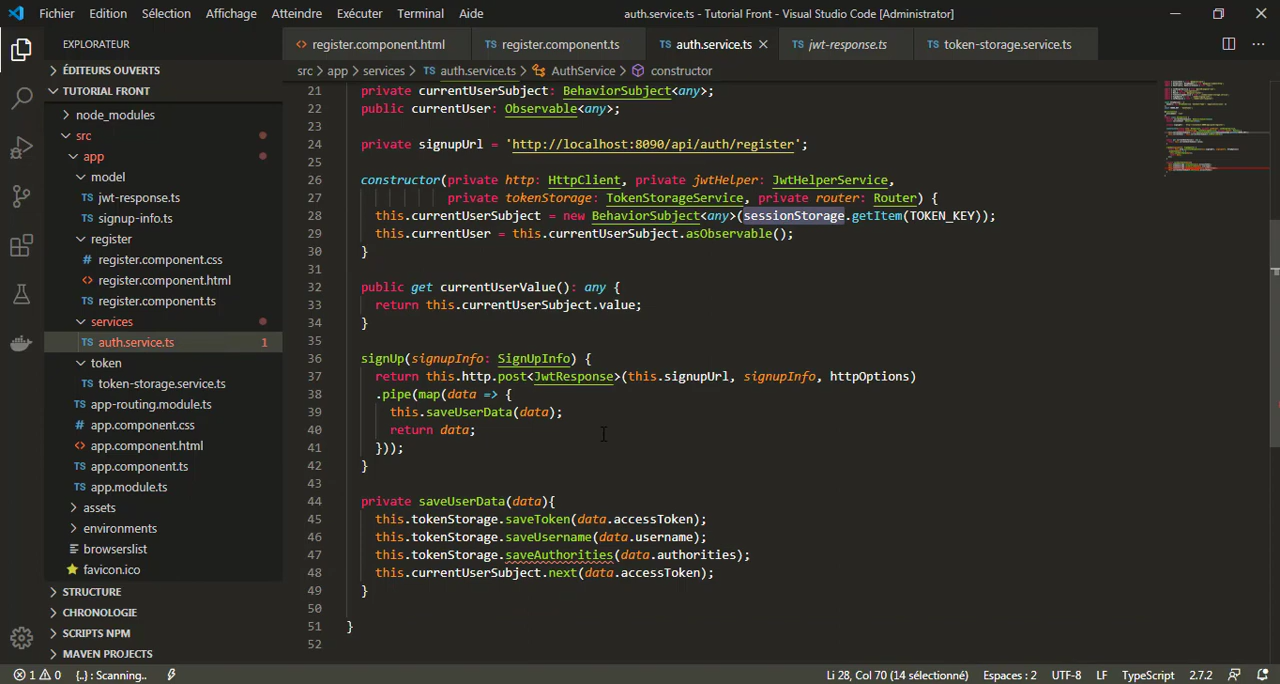 Fichier Edition Sélection Affichage Atteindre Exécuter Terminal Aide auth.service.ts - Tutorial Front - Visual Studio Code [Administrator]
EXPLORATEUR
register.component.html register.component.ts auth.service.ts jwt-response.ts token-storage.service.ts
src > app > services > auth.service.ts > AuthService > constructor
ÉDITEURS OUVERTS
TUTORIAL FRONT
node_modules
src
app
model
jwt-response.ts
signup-info.ts
register
register.component.css
register.component.html
register.component.ts
services
auth.service.ts 1
token
token-storage.service.ts
app-routing.module.ts
app.component.css
app.component.html
app.component.ts
app.module.ts
assets
environments
browserslist
favicon.ico
STRUCTURE
CHRONOLOGIE
SCRIPTS NPM
MAVEN PROJECTS
21 private currentUserSubject: BehaviorSubject<any>;
22 public currentUser: Observable<any>;
23
24 private signupUrl = 'http://localhost:8090/api/auth/register';
25
26 constructor(private http: HttpClient, private jwtHelper: JwtHelperService,
27 private tokenStorage: TokenStorageService, private router: Router) {
28 this.currentUserSubject = new BehaviorSubject<any>(sessionStorage.getItem(TOKEN_KEY));
29 this.currentUser = this.currentUserSubject.asObservable();
30 }
31
32 public get currentUserValue(): any {
33 return this.currentUserSubject.value;
34 }
35
36 signUp(signupInfo: SignUpInfo) {
37 return this.http.post<JwtResponse>(this.signupUrl, signupInfo, httpOptions)
38 .pipe(map(data => {
39 this.saveUserData(data);
40 return data;
41 }));
42 }
43
44 private saveUserData(data){
45 this.tokenStorage.saveToken(data.accessToken);
46 this.tokenStorage.saveUsername(data.username);
47 this.tokenStorage.saveAuthorities(data.authorities);
48 this.currentUserSubject.next(data.accessToken);
49 }
50
51 }
52
1 0 {..} : Scanning.. Li 28, Col 70 (14 sélectionné) Espaces : 2 UTF-8 LF TypeScript 2.7.2